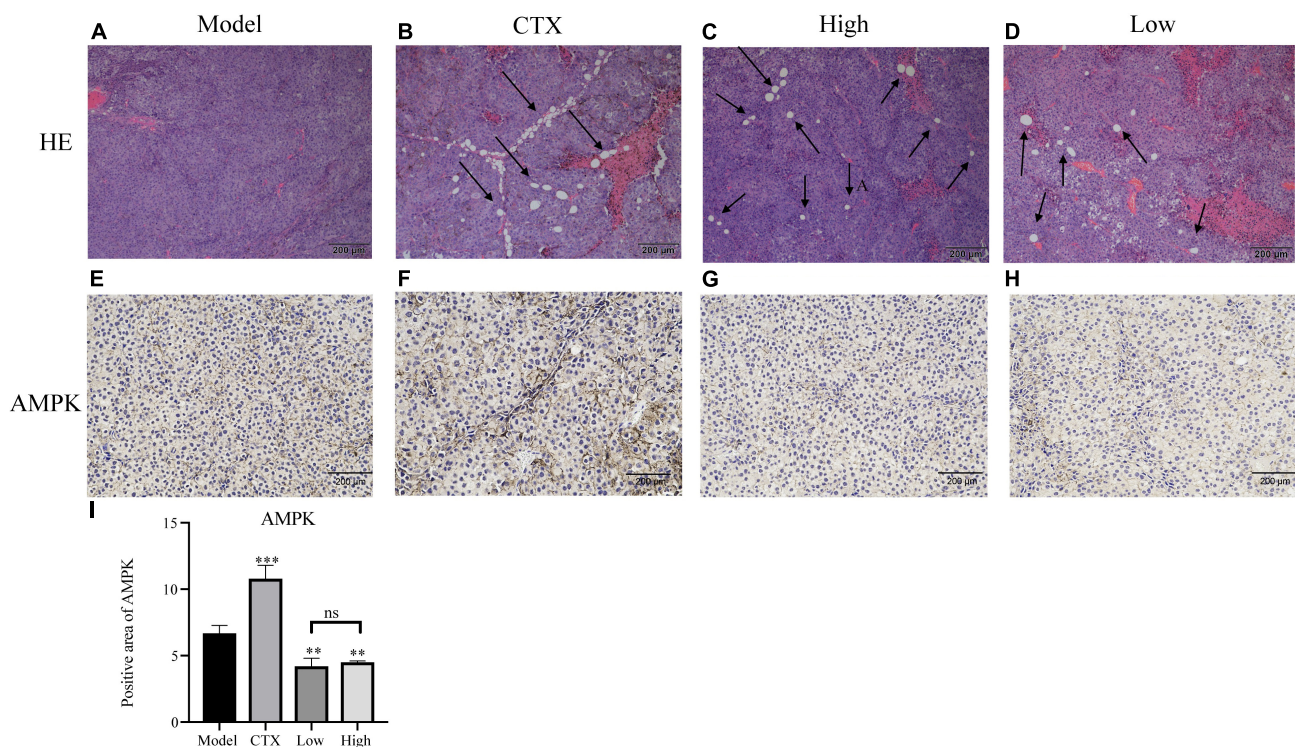 A Model B CTX C High D Low
HE
A
200 µm 200 µm 200 µm 200 µm
E F G H
AMPK
200 µm 200 µm 200 µm 200 µm
I
AMPK
Positive area of AMPK
15
10
5
0
***
ns
** **
Model CTX Low High